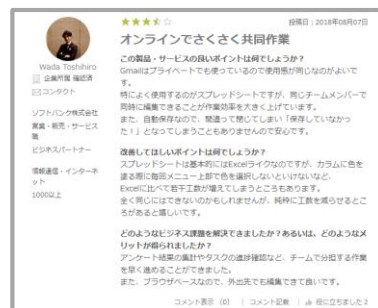 投稿日：2018年08月07日
オンラインでさくさく共同作業
この製品・サービスの良いポイントは何でしょうか？
Gmailはプライベートでも使っているので使用感が同じなのがよいです。
特によく使用するのがスプレッドシートですが、同じチームメンバーで
同時に編集できることが作業効率を大きく上げています。
また、自動保存なので、間違って閉じてしまい「保存していなかっ
た！」となってしまうこともありませんので安心です。
改善してほしいポイントは何でしょうか？
スプレッドシートは基本的にはExcelライクなのですが、カラムに色を
塗る際に毎回メニュー上部で色を選択しないといけないなど、
Excelに比べて若干工数が増えてしまうところもあります。
全く同じにはできないのかもしれませんが、純粋に工数を減らせるとこ
ろがあると嬉しいです。
どのようなビジネス課題を解決できましたか？あるいは、どのようなメ
リットが得られましたか？
アンケート結果の集計やタスクの進捗確認など、チームで分担する作業
を早く進めることができました。
また、ブラウザベースなので、外出先でも編集できて良いです。
コメント表示 (0) コメント記載 役に立ちました 2
Wada Toshihiro
企業所属 確認済
コンタクト
ソフトバンク株式会社
営業・販売・サービス
職
ビジネスパートナー
情報通信・インターネ
ット
1000以上